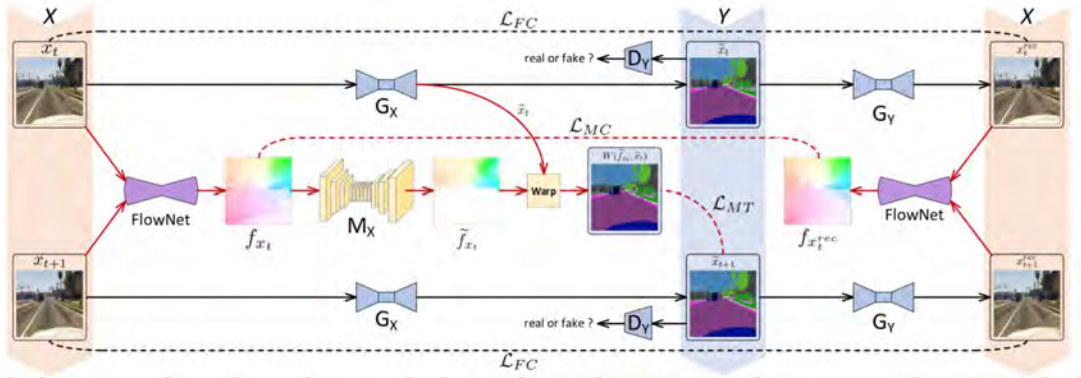 X Y X
ℒ_FC
x_t
x̃_t
x_t^rec
real or fake ? D_Y
G_X
G_Y
x̃_t
ℒ_MC
W(f̃_{x_t}, x̃_t)
Warp
FlowNet
M_X
FlowNet
ℒ_MT
f_{x_t}
f̃_{x_t}
f_{x_t^rec}
x_{t+1}
x̃_{t+1}
x_{t+1}^rec
G_X
G_Y
real or fake ? D_Y
ℒ_FC